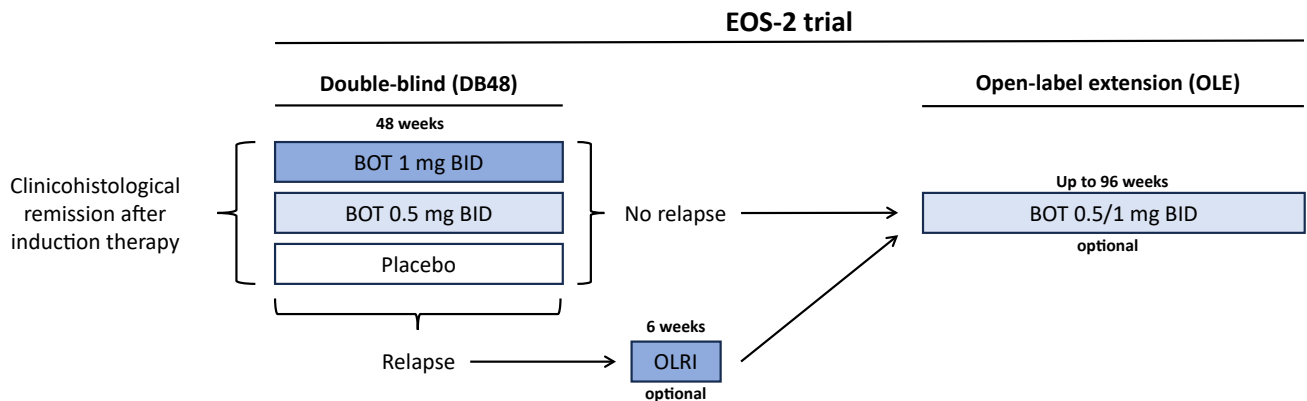 EOS-2 trial
Double-blind (DB48)
Open-label extension (OLE)
48 weeks
BOT 1 mg BID
Clinicohistological
remission after
induction therapy
BOT 0.5 mg BID
Placebo
No relapse
Up to 96 weeks
BOT 0.5/1 mg BID
optional
Relapse
6 weeks
OLRI
optional